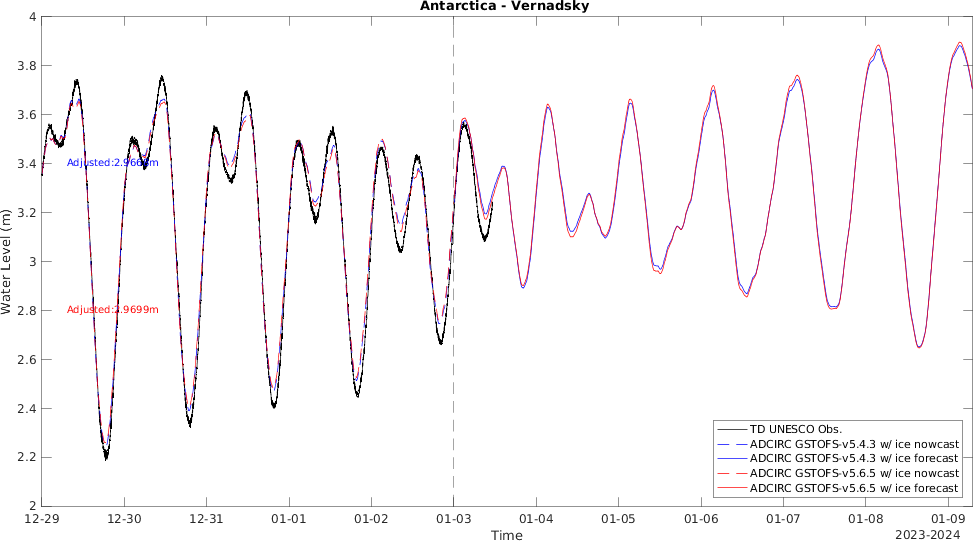 Antarctica - Vernadsky
4
3.8
3.6
3.4
3.2
3
2.8
2.6
2.4
2.2
2
Water Level (m)
Adjusted:2.966 m
Adjusted:2.9699m
TD UNESCO Obs.
ADCIRC GSTOFS-v5.4.3 w/ ice nowcast
ADCIRC GSTOFS-v5.4.3 w/ ice forecast
ADCIRC GSTOFS-v5.6.5 w/ ice nowcast
ADCIRC GSTOFS-v5.6.5 w/ ice forecast
12-29 12-30 12-31 01-01 01-02 01-03 01-04 01-05 01-06 01-07 01-08 01-09
Time
2023-2024